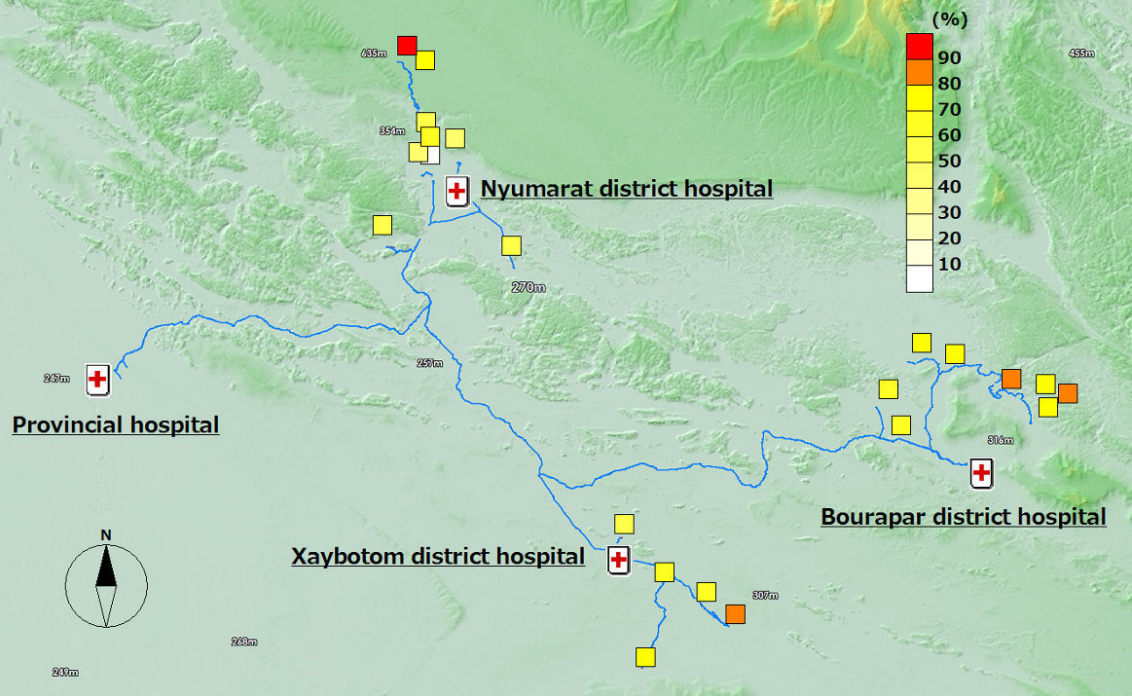 (%)
635m
455m
90
80
70
354m
60
50
40
Nyumarat district hospital
30
20
10
270m
257m
247m
Provincial hospital
316m
Bourapar district hospital
N
Xaybotom district hospital
307m
268m
249m